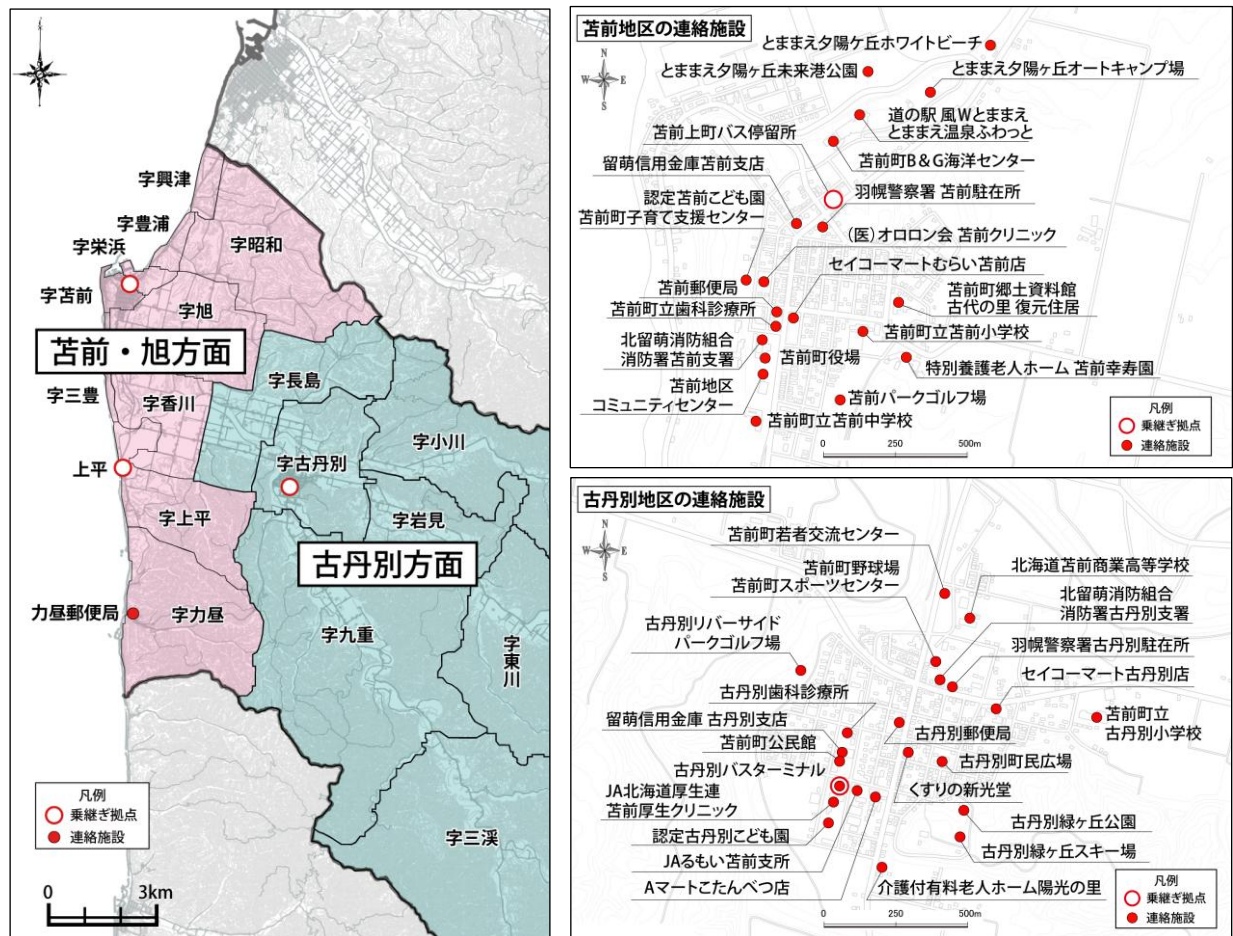 字興津
字豊浦
字栄浜
字昭和
字苫前
字旭
苫前・旭方面
字長島
字三豊
字香川
字小川
字古丹別
上平
字上平
字岩見
古丹別方面
力昼郵便局
字力昼
字九重
字東川
字三渓
凡例
乗継ぎ拠点
連絡施設
0 3km
苫前地区の連絡施設
N
W E
S
とままえ夕陽ケ丘ホワイトビーチ
とままえ夕陽ヶ丘未来港公園
とままえ夕陽ヶ丘オートキャンプ場
道の駅 風Wとままえ
とままえ温泉ふわっと
苫前上町バス停留所
苫前町B&G海洋センター
留萌信用金庫苫前支店
羽幌警察署 苫前駐在所
認定苫前こども園
苫前町子育て支援センター
(医)オロロン会 苫前クリニック
セイコーマートむらい苫前店
苫前郵便局
苫前町郷土資料館
古代の里 復元住居
苫前町立歯科診療所
苫前町立苫前小学校
北留萌消防組合
消防署苫前支署
苫前町役場
特別養護老人ホーム 苫前幸寿園
苫前地区
コミュニティセンター
苫前パークゴルフ場
苫前町立苫前中学校
凡例
乗継ぎ拠点
連絡施設
0 500m
古丹別地区の連絡施設
N
W E
S
苫前町若者交流センター
苫前町野球場
苫前町スポーツセンター
北海道苫前商業高等学校
北留萌消防組合
消防署古丹別支署
古丹別リバーサイド
パークゴルフ場
羽幌警察署古丹別駐在所
セイコーマート古丹別店
古丹別歯科診療所
留萌信用金庫 古丹別支店
苫前町立
古丹別小学校
苫前町公民館
古丹別郵便局
古丹別バスターミナル
古丹別町民広場
JA北海道厚生連
苫前厚生クリニック
くすりの新光堂
認定古丹別こども園
古丹別緑ヶ丘公園
JAるもい苫前支所
古丹別緑ヶ丘スキー場
Aマートこたんべつ店
介護付有料老人ホーム陽光の里
凡例
乗継ぎ拠点
連絡施設
0 500m